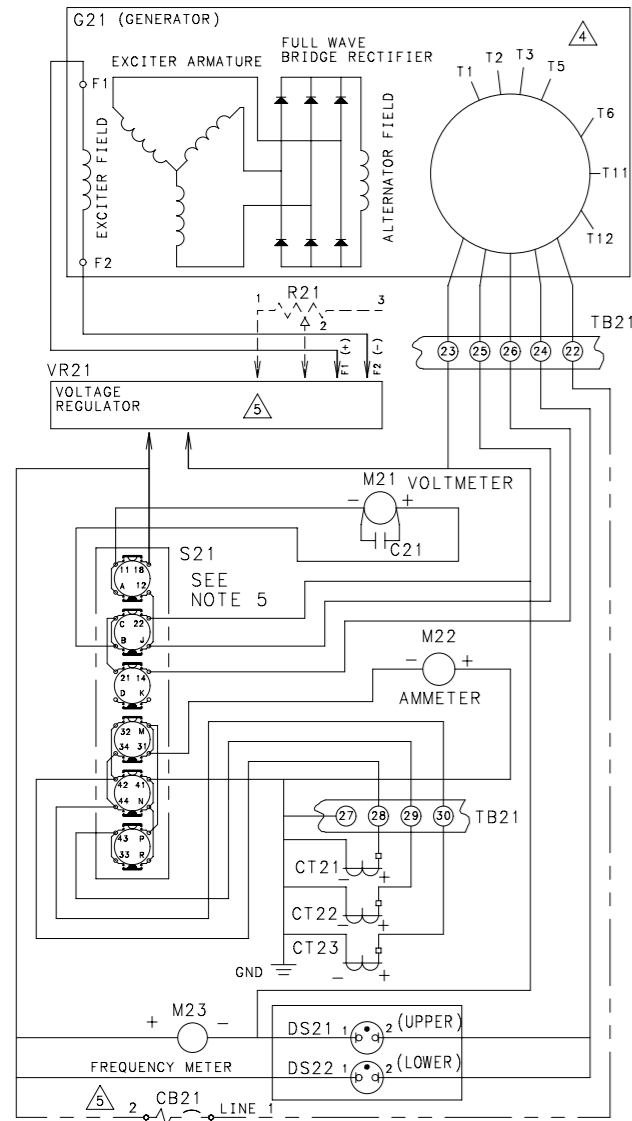 G21 (GENERATOR)
4
EXCITER ARMATURE
FULL WAVE
BRIDGE RECTIFIER
F1
EXCITER FIELD
F2
ALTERNATOR FIELD
T1
T2
T3
T5
T6
T11
T12
R21
1
2
3
F1 (+)
F2 (-)
TB21
23 25 26 24 22
VR21
VOLTAGE
REGULATOR
5
M21
- + VOLTMETER
C21
S21
SEE
NOTE 5
11 18
A 12
C 22
B J
21 14
D K
32 M
34 31
42 41
44 N
43 P
33 R
M22
- +
AMMETER
27 28 29 30 TB21
CT21
- +
CT22
- +
CT23
- +
GND
M23
+ -
FREQUENCY METER
DS21 1 2 (UPPER)
DS22 1 2 (LOWER)
5
2 CB21 LINE 1